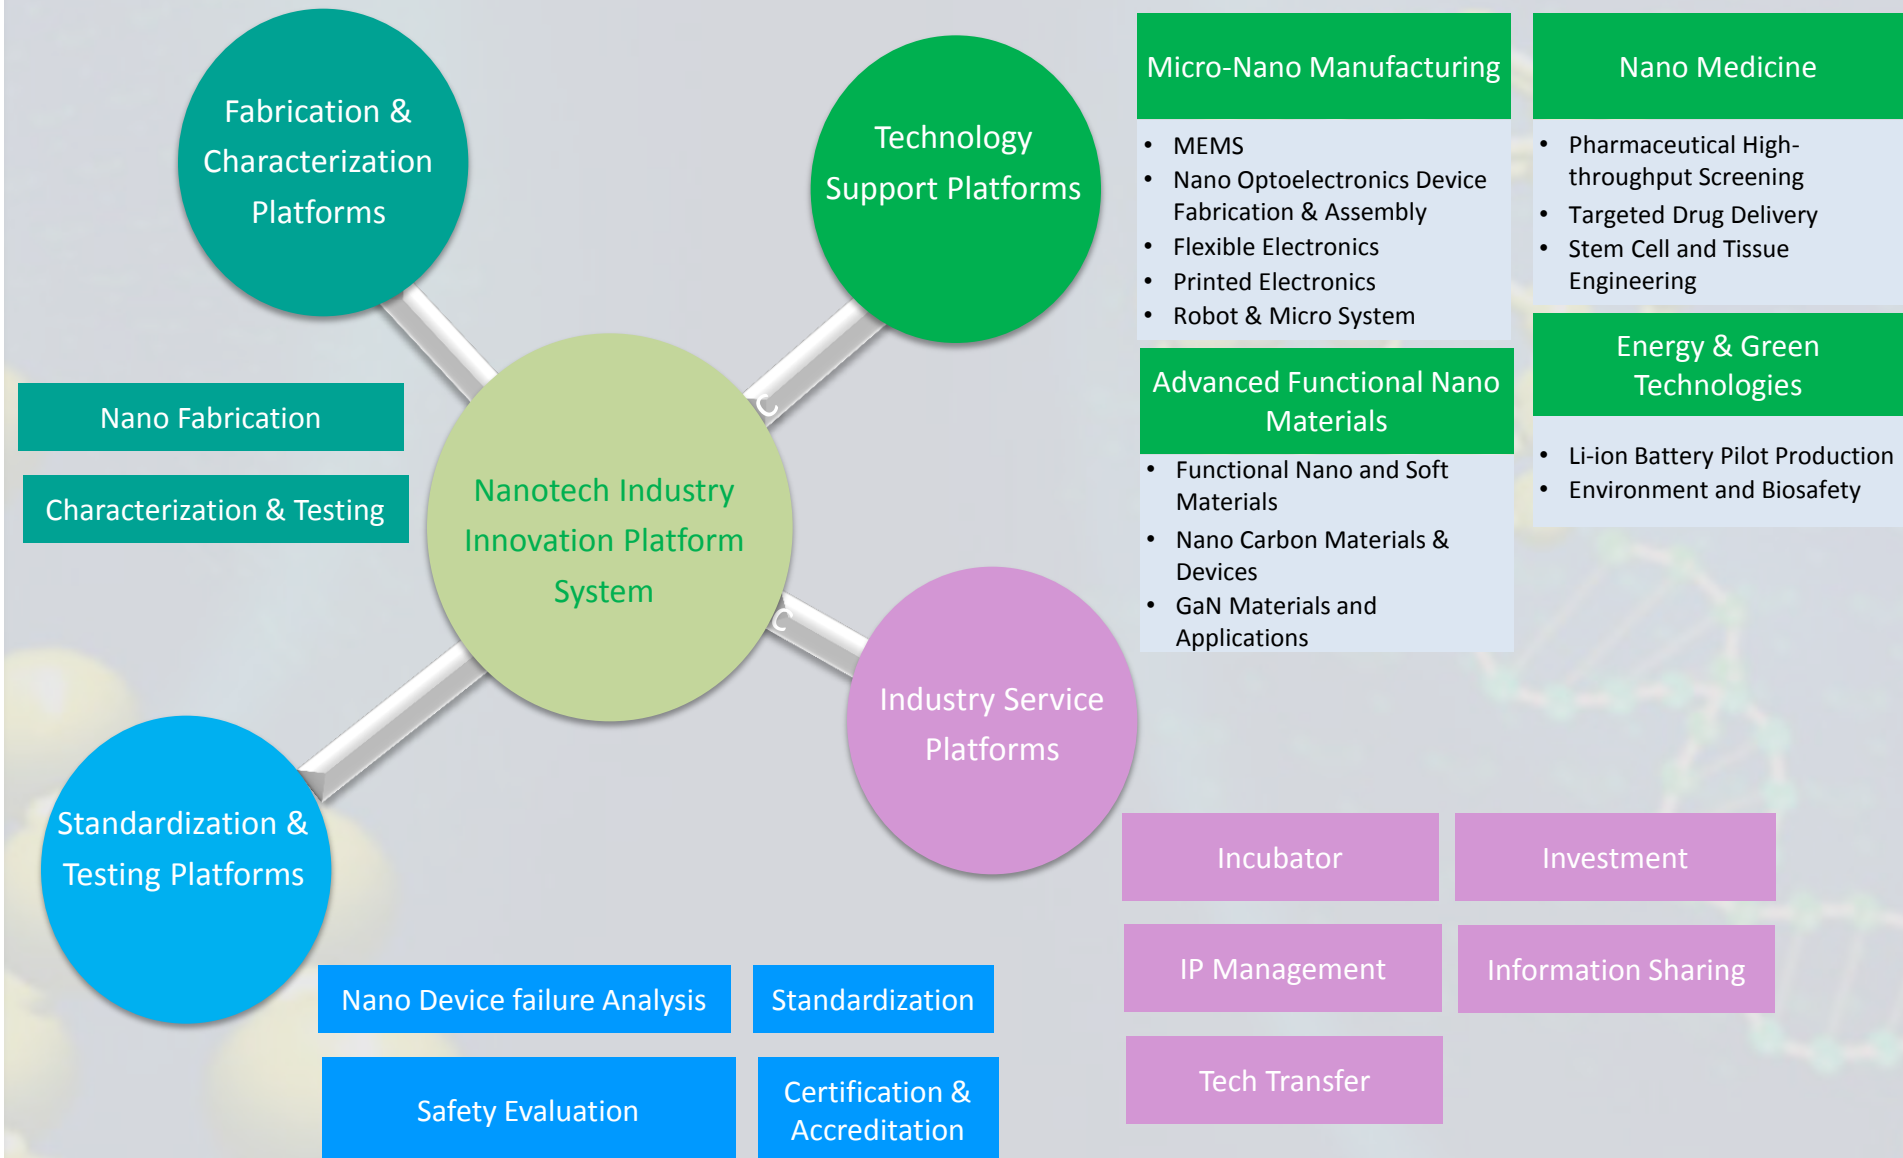 Fabrication &
Characterization
Platforms
Technology
Support Platforms
Nanotech Industry
Innovation Platform
System
Industry Service
Platforms
Standardization &
Testing Platforms
Nano Fabrication
Characterization & Testing
Micro-Nano Manufacturing
• MEMS
• Nano Optoelectronics Device
Fabrication & Assembly
• Flexible Electronics
• Printed Electronics
• Robot & Micro System
Nano Medicine
• Pharmaceutical High-
throughput Screening
• Targeted Drug Delivery
• Stem Cell and Tissue
Engineering
Advanced Functional Nano
Materials
• Functional Nano and Soft
Materials
• Nano Carbon Materials &
Devices
• GaN Materials and
Applications
Energy & Green
Technologies
• Li-ion Battery Pilot Production
• Environment and Biosafety
Incubator
Investment
IP Management
Information Sharing
Tech Transfer
Nano Device failure Analysis
Standardization
Safety Evaluation
Certification &
Accreditation